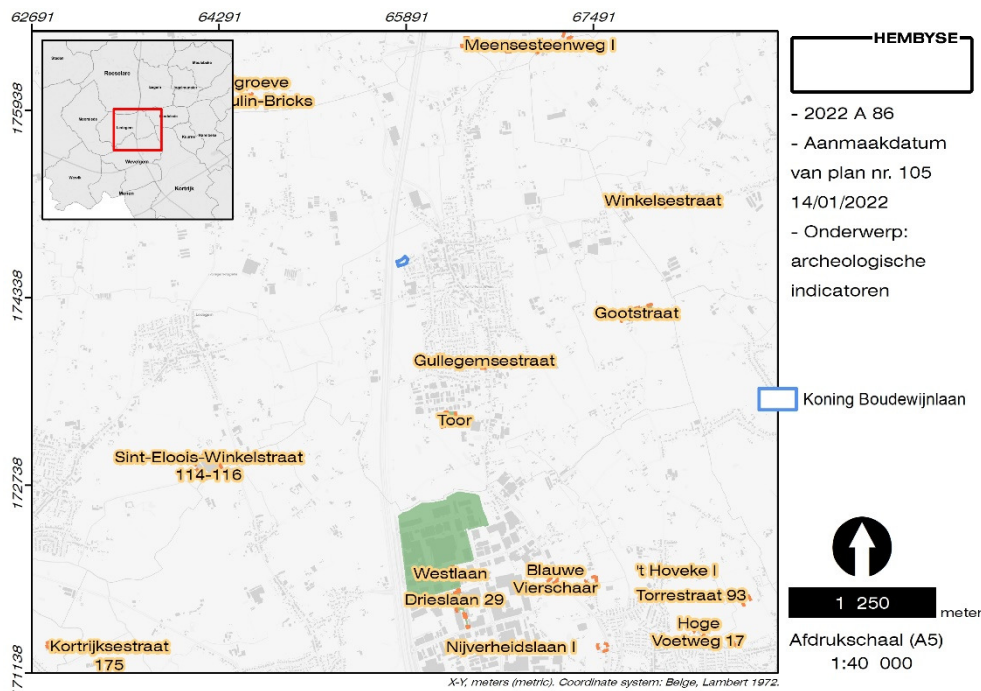 62691
64291
65891
67491
175938
174338
172738
171138
Roeselare
Wevelgem
Menen
Kortrijk
Meensesteenweg I
groeve
ulin-Bricks
Winkelsestraat
Gootstraat
Gullegemsestraat
Toor
Sint-Eloois-Winkelstraat
114-116
Westlaan
Drieslaan 29
Blauwe
Vierschaar
't Hoveke I
Torrestraat 93
Hoge
Voetweg 17
Nijverheidslaan I
Kortrijksestraat
175
X-Y, meters (metric). Coordinate system: Belge, Lambert 1972.
HEMBYSE
- 2022 A 86
- Aanmaakdatum
van plan nr. 105
14/01/2022
- Onderwerp:
archeologische
indicatoren
Koning Boudewijnlaan
1 250
meter
Afdrukschaal (A5)
1:40 000